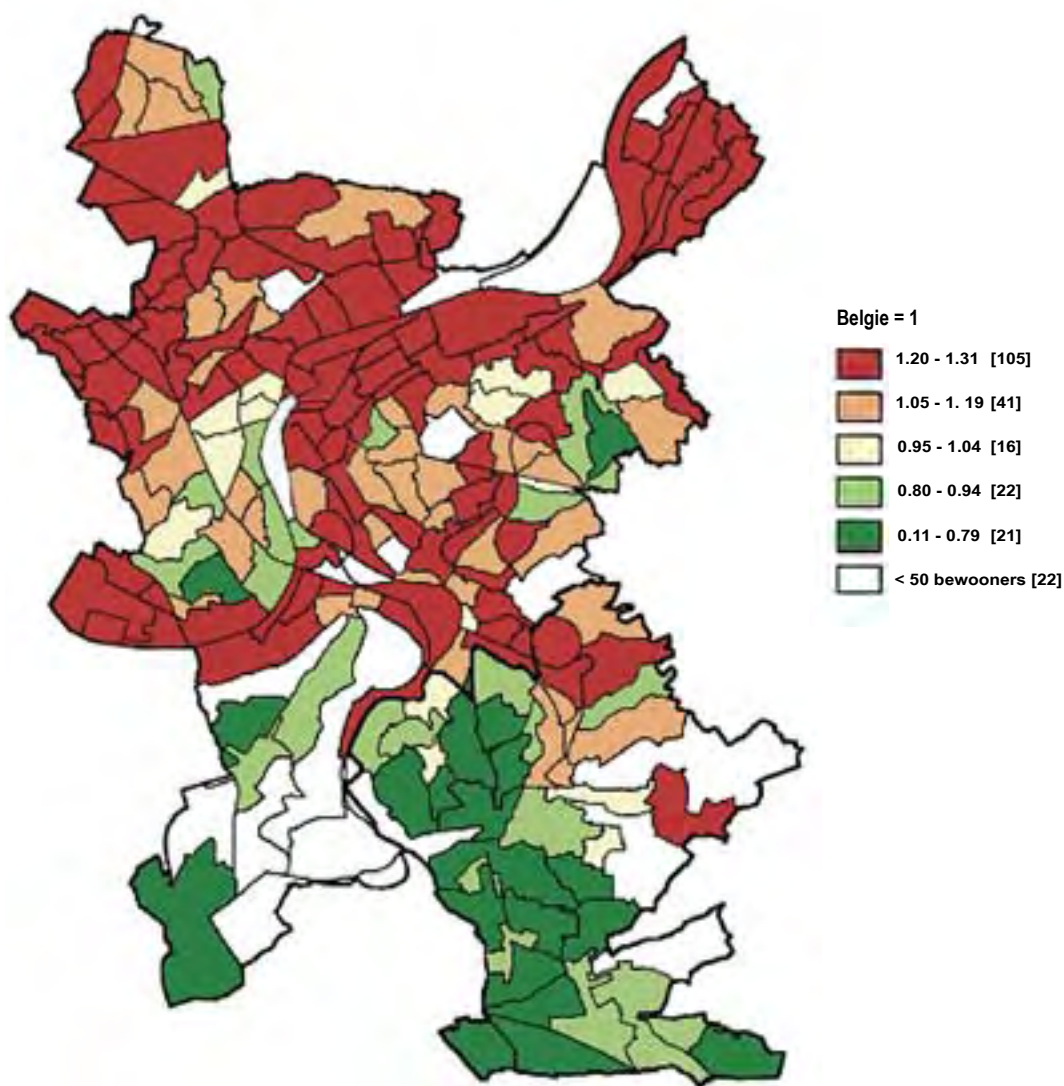 Belgie = 1
1.20 - 1.31 [105]
1.05 - 1. 19 [41]
0.95 - 1.04 [16]
0.80 - 0.94 [22]
0.11 - 0.79 [21]
< 50 bewooners [22]